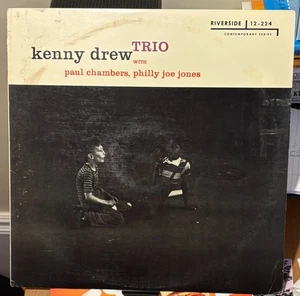 RIVERSIDE 12-224
CONTEMPORARY SERIES
kenny drew TRIO
WITH
paul chambers, philly joe jones